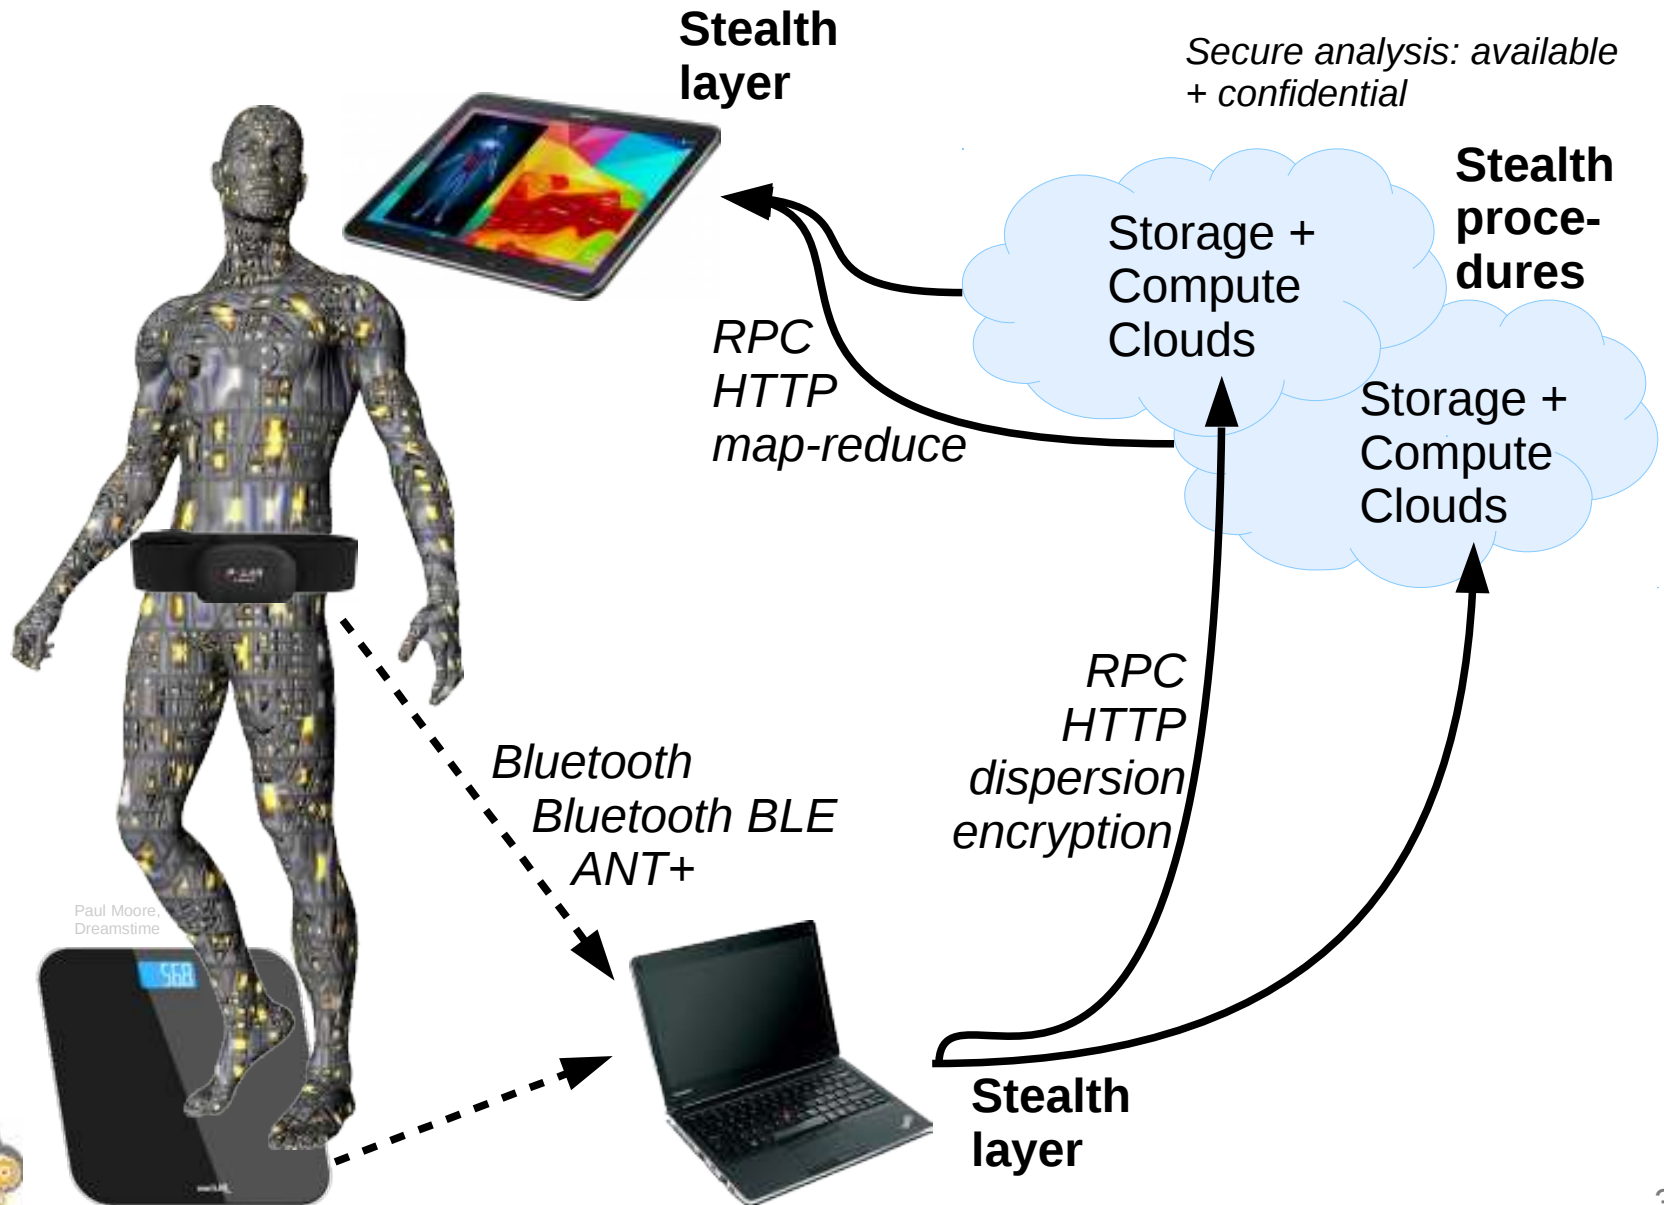 Stealth
layer
Secure analysis: available
+ confidential
Stealth
proce-
dures
Storage +
Compute
Clouds
RPC
HTTP
map-reduce
Storage +
Compute
Clouds
RPC
HTTP
dispersion
encryption
Bluetooth
Bluetooth BLE
ANT+
Paul Moore,
Dreamstime
568
Stealth
layer